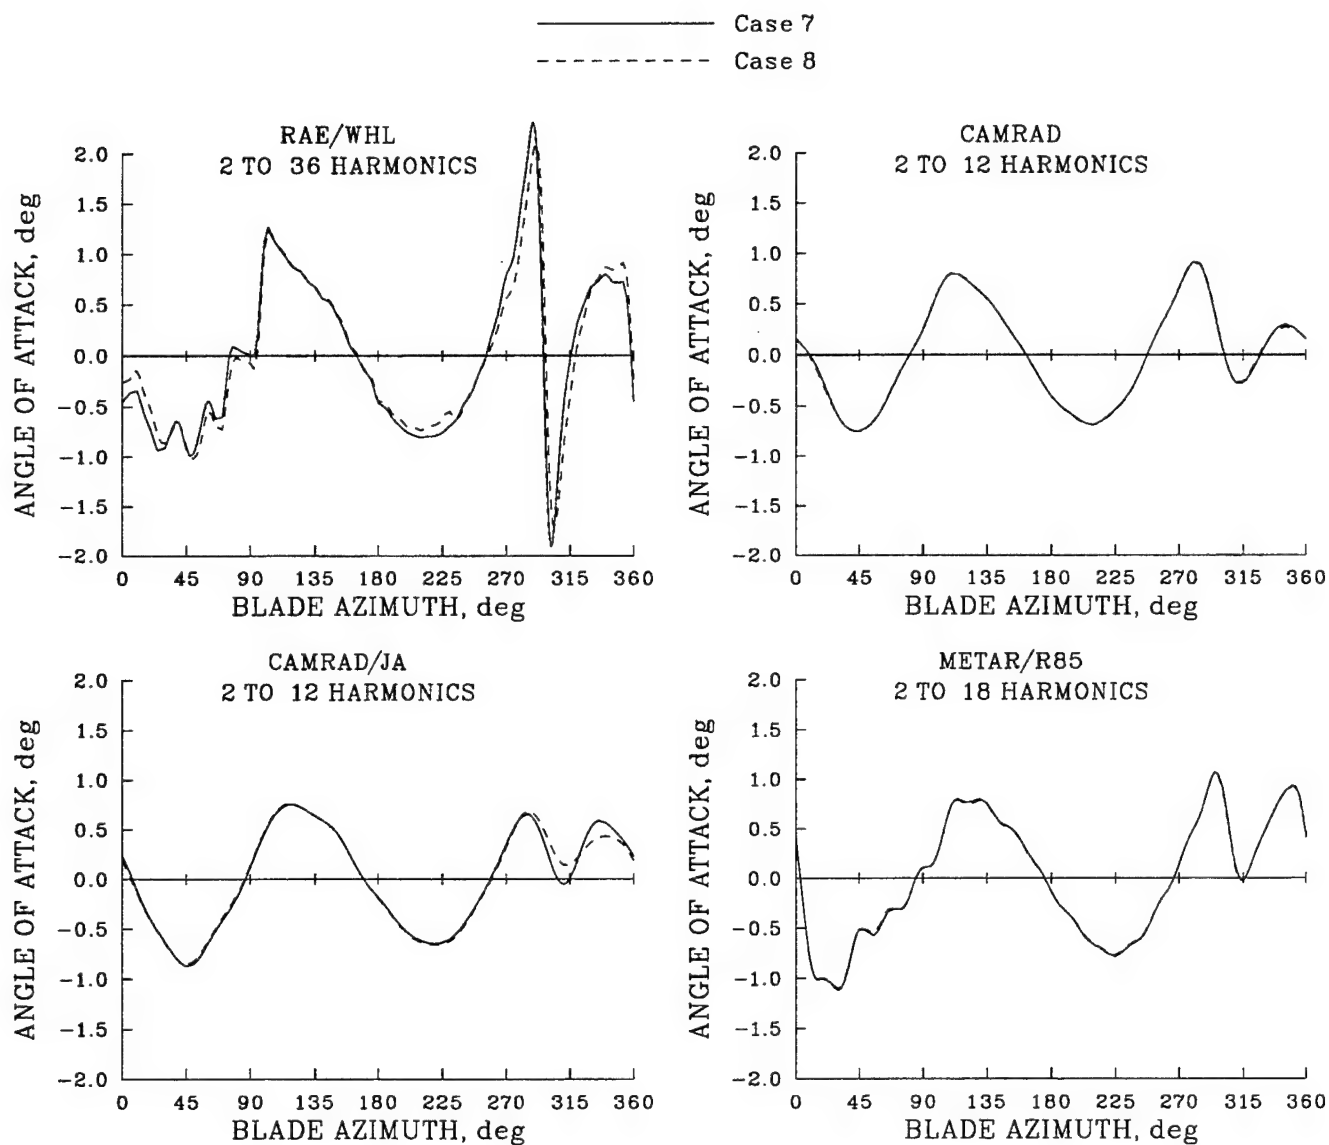 Case 7
Case 8
RAE/WHL
2 TO 36 HARMONICS
ANGLE OF ATTACK, deg
2.0
1.5
1.0
0.5
0.0
-0.5
-1.0
-1.5
-2.0
0 45 90 135 180 225 270 315 360
BLADE AZIMUTH, deg
CAMRAD
2 TO 12 HARMONICS
ANGLE OF ATTACK, deg
2.0
1.5
1.0
0.5
0.0
-0.5
-1.0
-1.5
-2.0
0 45 90 135 180 225 270 315 360
BLADE AZIMUTH, deg
CAMRAD/JA
2 TO 12 HARMONICS
ANGLE OF ATTACK, deg
2.0
1.5
1.0
0.5
0.0
-0.5
-1.0
-1.5
-2.0
0 45 90 135 180 225 270 315 360
BLADE AZIMUTH, deg
METAR/R85
2 TO 18 HARMONICS
ANGLE OF ATTACK, deg
2.0
1.5
1.0
0.5
0.0
-0.5
-1.0
-1.5
-2.0
0 45 90 135 180 225 270 315 360
BLADE AZIMUTH, deg